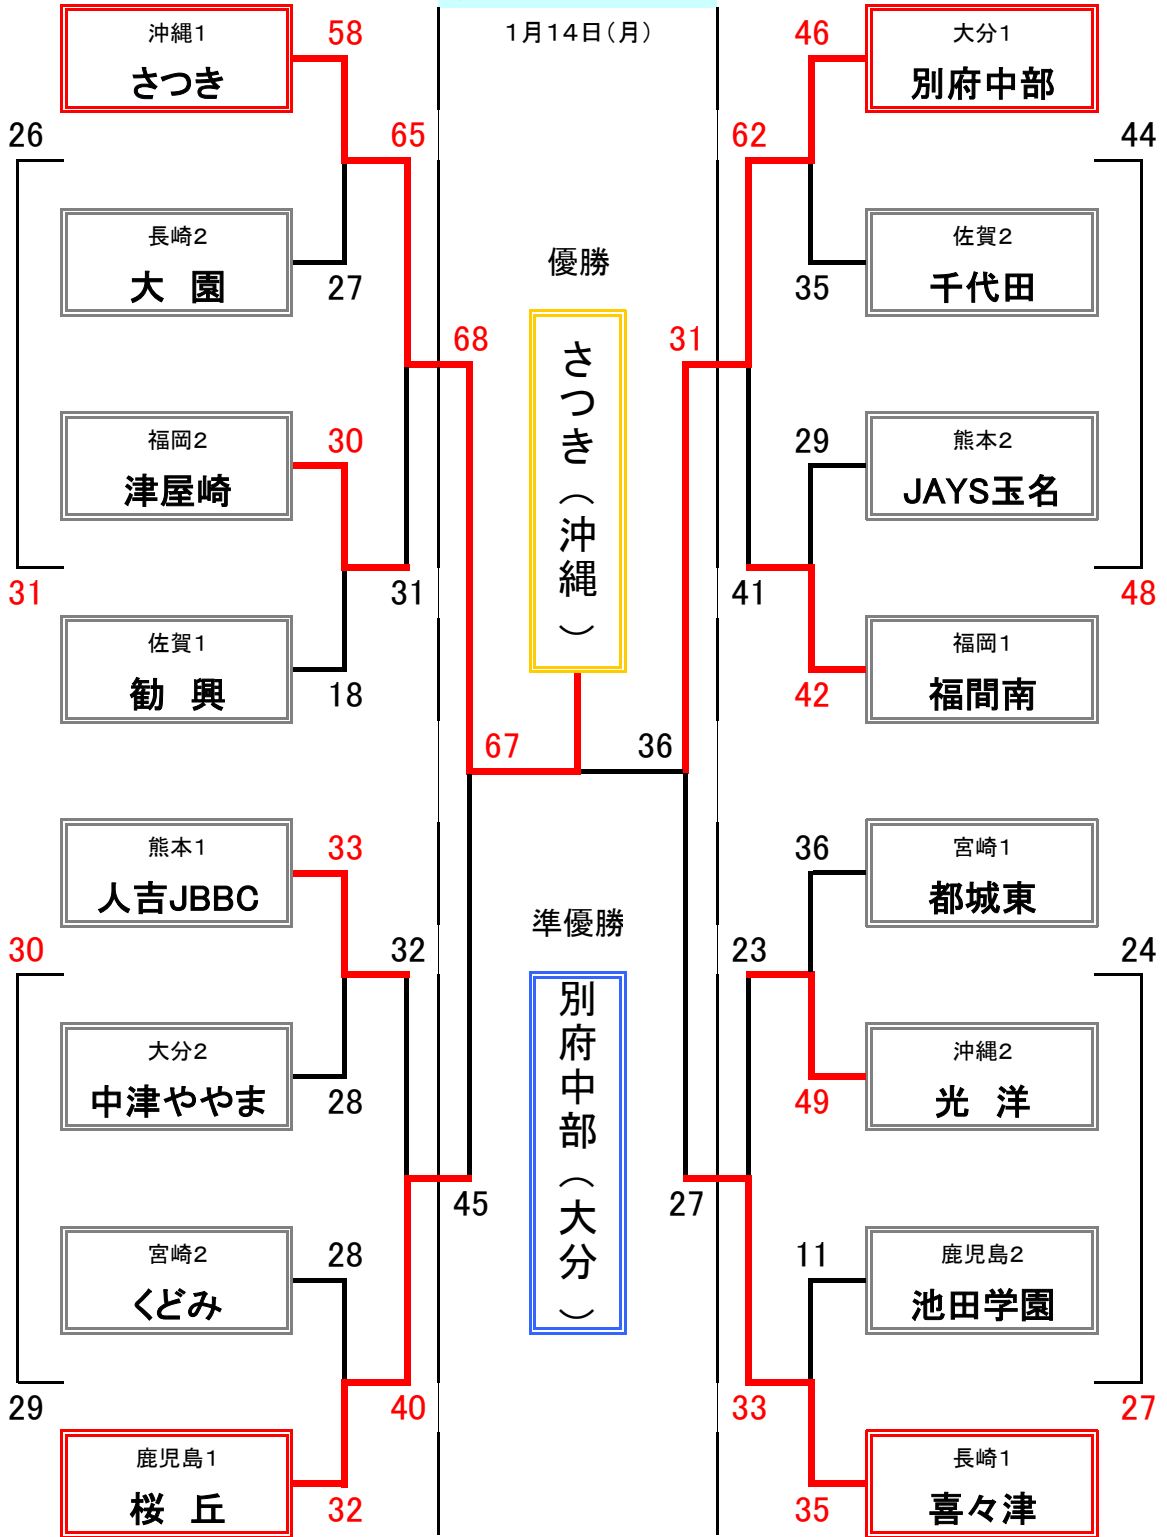 沖縄1
さつき
58
1月14日(月)
46
大分1
別府中部
26
65
62
44
長崎2
大　園
27
優勝
35
佐賀2
千代田
68
さつき（沖縄）
31
福岡2
津屋崎
30
29
熊本2
JAYS玉名
31
31
41
48
佐賀1
勧　興
18
42
福岡1
福間南
67
36
熊本1
人吉JBBC
33
36
宮崎1
都城東
30
32
準優勝
23
24
別府中部（大分）
大分2
中津ややま
28
49
沖縄2
光　洋
45
27
宮崎2
くどみ
28
11
鹿児島2
池田学園
29
40
33
27
鹿児島1
桜　丘
32
35
長崎1
喜々津